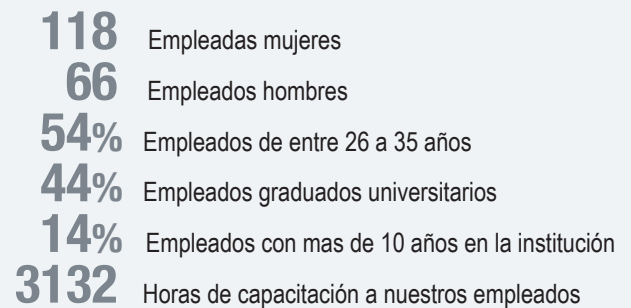 118 Empleadas mujeres
66 Empleados hombres
54% Empleados de entre 26 a 35 años
44% Empleados graduados universitarios
14% Empleados con mas de 10 años en la institución
3132 Horas de capacitación a nuestros empleados